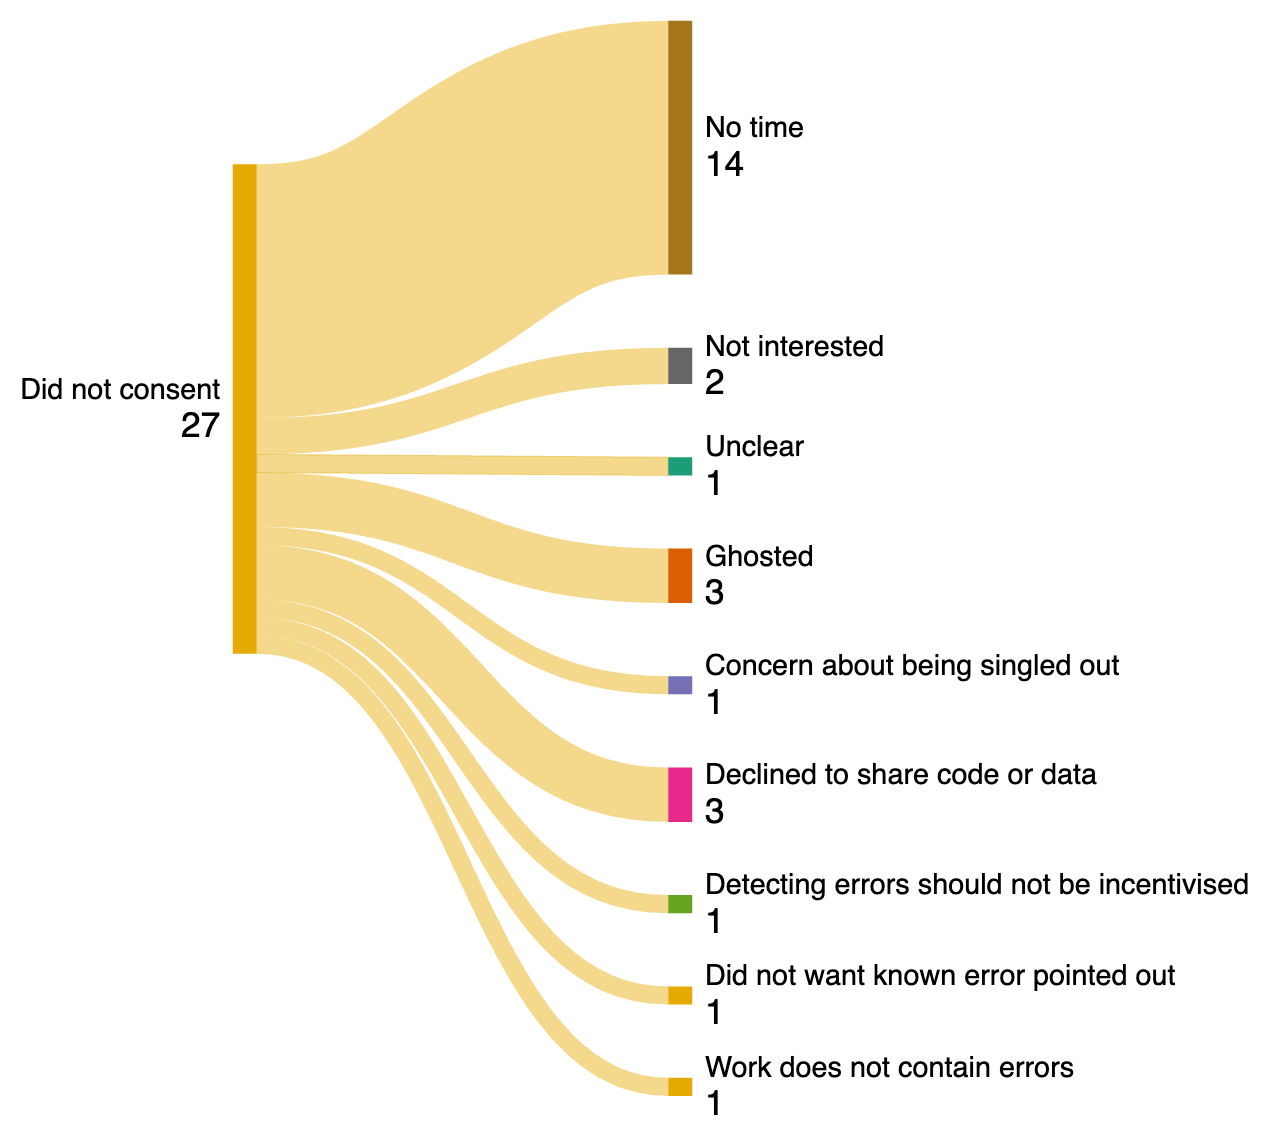 Did not consent
27
No time
14
Not interested
2
Unclear
1
Ghosted
3
Concern about being singled out
1
Declined to share code or data
3
Detecting errors should not be incentivised
1
Did not want known error pointed out
1
Work does not contain errors
1